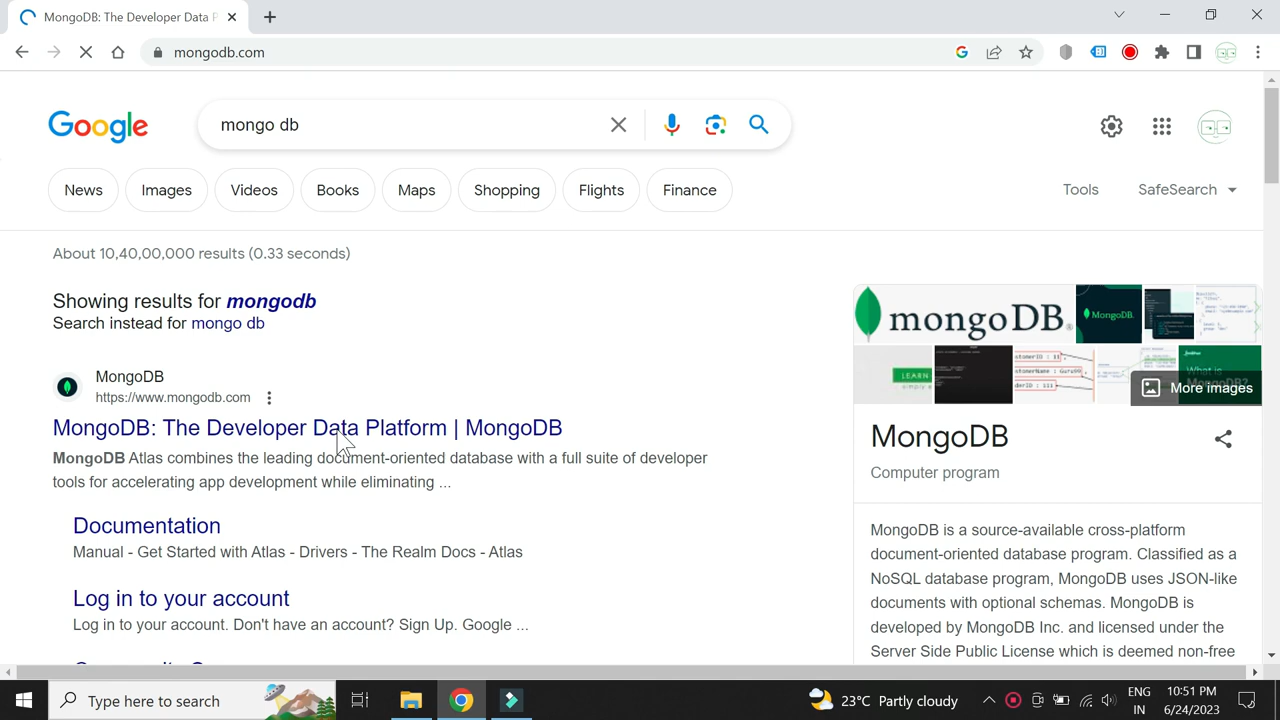 MongoDB: The Developer Data P
mongodb.com
Google
mongo db
News
Images
Videos
Books
Maps
Shopping
Flights
Finance
Tools
SafeSearch
About 10,40,00,000 results (0.33 seconds)
Showing results for mongodb
Search instead for mongo db
MongoDB
https://www.mongodb.com
MongoDB: The Developer Data Platform | MongoDB
MongoDB Atlas combines the leading document-oriented database with a full suite of developer
tools for accelerating app development while eliminating ...
Documentation
Manual - Get Started with Atlas - Drivers - The Realm Docs - Atlas
Log in to your account
Log in to your account. Don't have an account? Sign Up. Google ...
mongoDB®
MongoDB.
LEARN
More images
MongoDB
Computer program
MongoDB is a source-available cross-platform
document-oriented database program. Classified as a
NoSQL database program, MongoDB uses JSON-like
documents with optional schemas. MongoDB is
developed by MongoDB Inc. and licensed under the
Server Side Public License which is deemed non-free
Type here to search
23°C Partly cloudy
ENG
IN
10:51 PM
6/24/2023